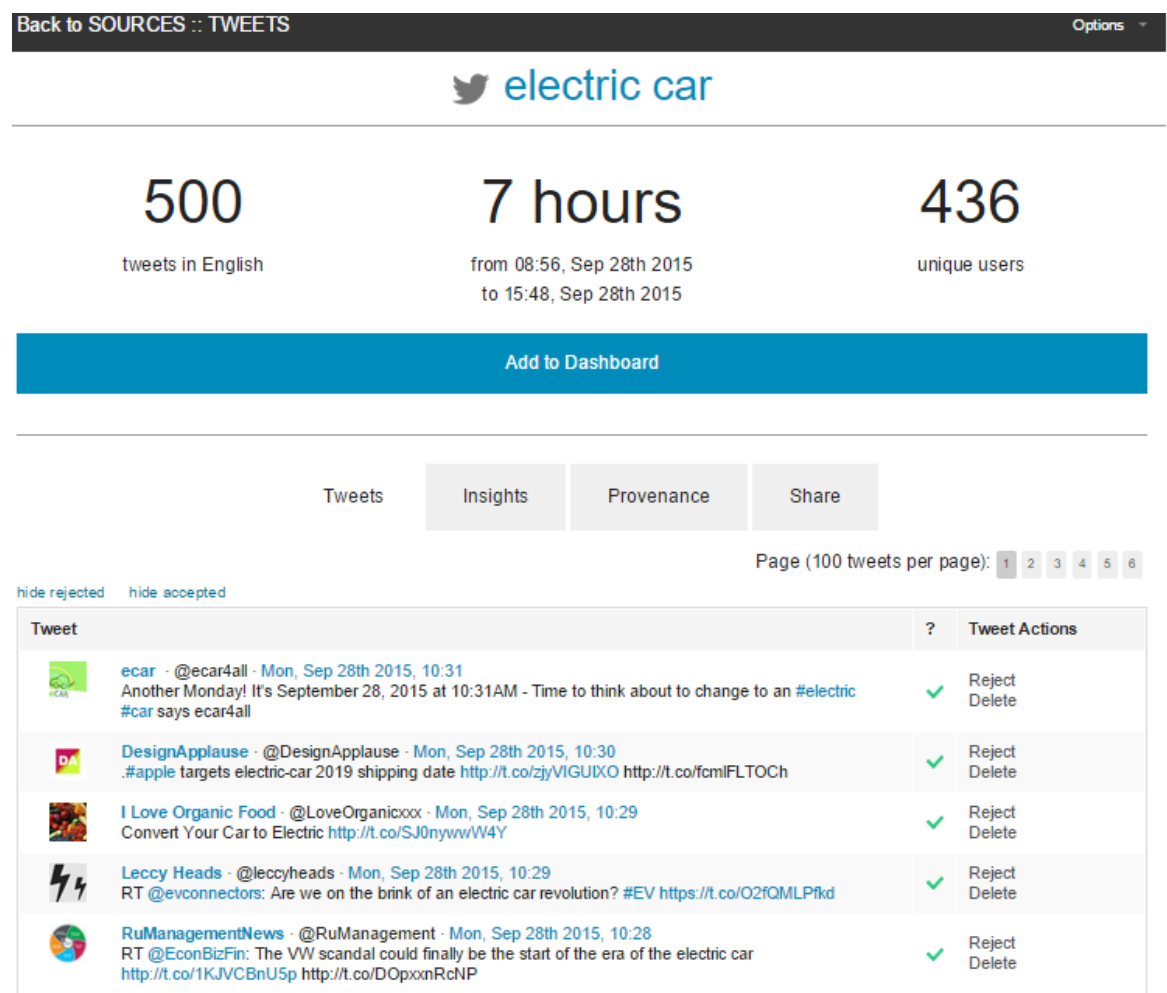 Back to SOURCES :: TWEETS
Options
electric car
500
7 hours
436
tweets in English
from 08:56, Sep 28th 2015
to 15:48, Sep 28th 2015
unique users
Add to Dashboard
Tweets
Insights
Provenance
Share
Page (100 tweets per page): 1 2 3 4 5 6
hide rejected hide accepted
Tweet ? Tweet Actions
ecar · @ecar4all · Mon, Sep 28th 2015, 10:31
Another Monday! It's September 28, 2015 at 10:31AM - Time to think about to change to an #electric
#car says ecar4all
Reject
Delete
DA
DesignApplause · @DesignApplause · Mon, Sep 28th 2015, 10:30
.#apple targets electric-car 2019 shipping date http://t.co/zjyVIGUIXO http://t.co/fcmlFLTOCh
Reject
Delete
I Love Organic Food · @LoveOrganicxxx · Mon, Sep 28th 2015, 10:29
Convert Your Car to Electric http://t.co/SJ0nywwW4Y
Reject
Delete
Leccy Heads · @leccyheads · Mon, Sep 28th 2015, 10:29
RT @evconnectors: Are we on the brink of an electric car revolution? #EV https://t.co/O2fQMLPfkd
Reject
Delete
RuManagementNews · @RuManagement · Mon, Sep 28th 2015, 10:28
RT @EconBizFin: The VW scandal could finally be the start of the era of the electric car
http://t.co/1KJVCBnU5p http://t.co/DOpxxnRcNP
Reject
Delete